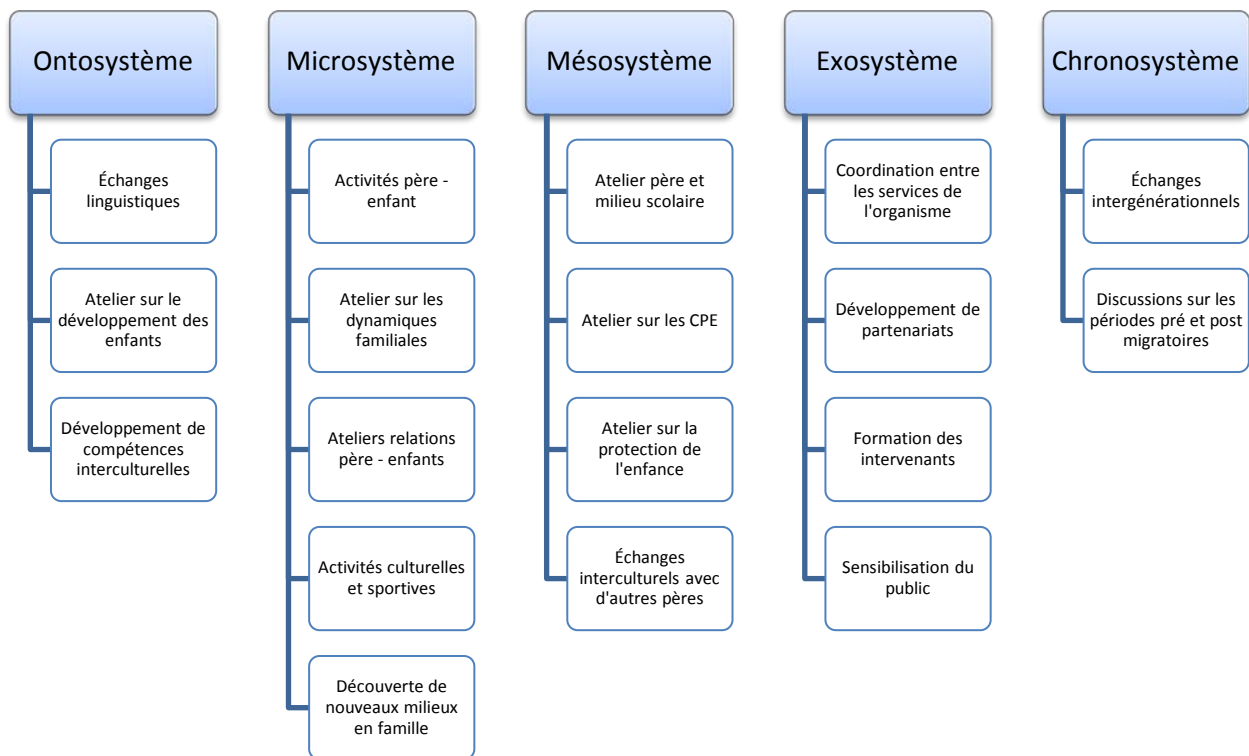 Ontosystème
Échanges
linguistiques
Atelier sur le
développement des
enfants
Développement de
compétences
interculturelles
Microsystème
Activités père -
enfant
Atelier sur les
dynamiques
familiales
Ateliers relations
père - enfants
Activités culturelles
et sportives
Découverte de
nouveaux milieux
en famille
Mésosystème
Atelier père et
milieu scolaire
Atelier sur les CPE
Atelier sur la
protection de
l'enfance
Échanges
interculturels avec
d'autres pères
Exosystème
Coordination entre
les services de
l'organisme
Développement de
partenariats
Formation des
intervenants
Sensibilisation du
public
Chronosystème
Échanges
intergénérationnels
Discussions sur les
périodes pré et post
migratoires